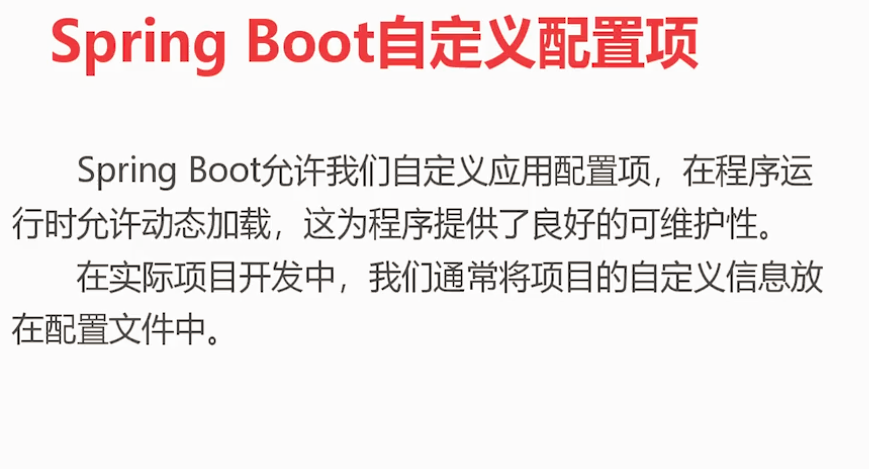 Spring Boot自定义配置项
Spring Boot允许我们自定义应用配置项，在程序运
行时允许动态加载，这为程序提供了良好的可维护性。
在实际项目开发中，我们通常将项目的自定义信息放
在配置文件中。